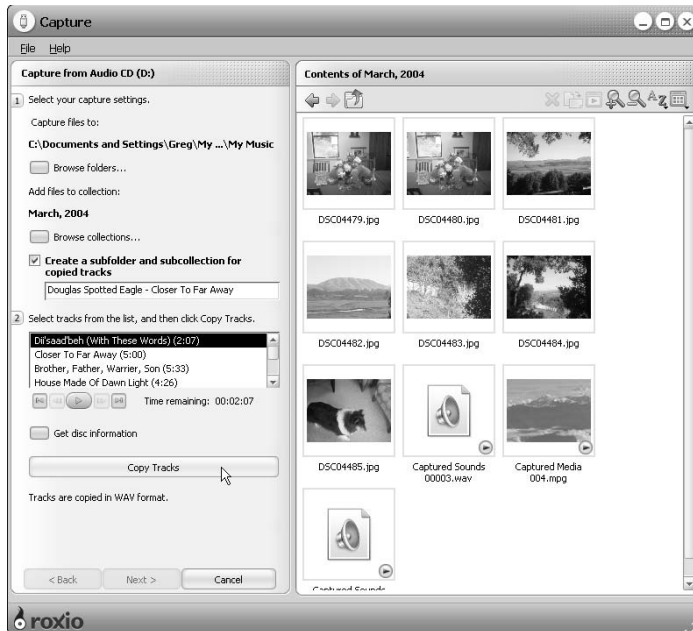 Capture
File Help
Capture from Audio CD (D:)
1 Select your capture settings.
Capture files to:
C:\Documents and Settings\Greg\My ...\My Music
Browse folders...
Add files to collection:
March, 2004
Browse collections...
Create a subfolder and subcollection for
copied tracks
Douglas Spotted Eagle - Closer To Far Away
2 Select tracks from the list, and then click Copy Tracks.
Dii'saad'beh (With These Words) (2:07)
Closer To Far Away (5:00)
Brother, Father, Warrier, Son (5:33)
House Made Of Dawn Light (4:26)
Time remaining: 00:02:07
Get disc information
Copy Tracks
Tracks are copied in WAV format.
< Back Next > Cancel
roxio
Contents of March, 2004
DSC04479.jpg DSC04480.jpg DSC04481.jpg
DSC04482.jpg DSC04483.jpg DSC04484.jpg
DSC04485.jpg Captured Sounds Captured Media
00003.wav 004.mpg
Captured Sounds